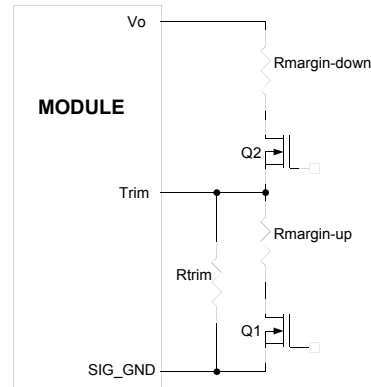 Vo
Rmargin-down
MODULE
Q2
Trim
Rmargin-up
Rtrim
Q1
SIG_GND